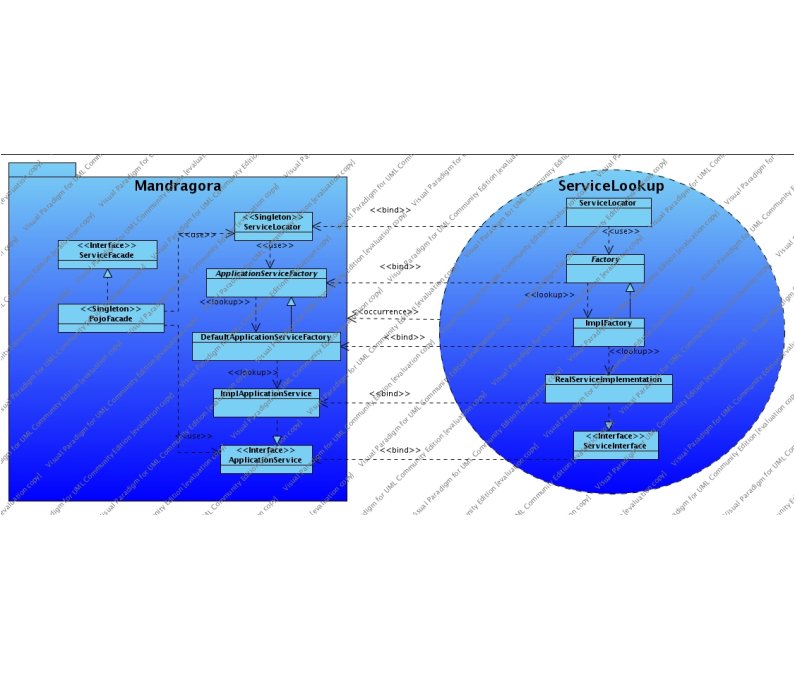 Mandragora
ServiceLookup
<<Singleton>>
ServiceLocator
<<bind>>
ServiceLocator
<<use>>
<<use>>
<<use>>
<<Interface>>
ServiceFacade
ApplicationServiceFactory
<<bind>>
Factory
<<lookup>>
<<lookup>>
<<Singleton>>
PojoFacade
<<occurrence>>
ImplFactory
DefaultApplicationServiceFactory
<<bind>>
<<lookup>>
<<lookup>>
ImplApplicationService
<<bind>>
RealServiceImplementation
<<use>>
<<Interface>>
ApplicationService
<<bind>>
<<Interface>>
ServiceInterface
Visual Paradigm for UML Community Edition [evaluation copy]